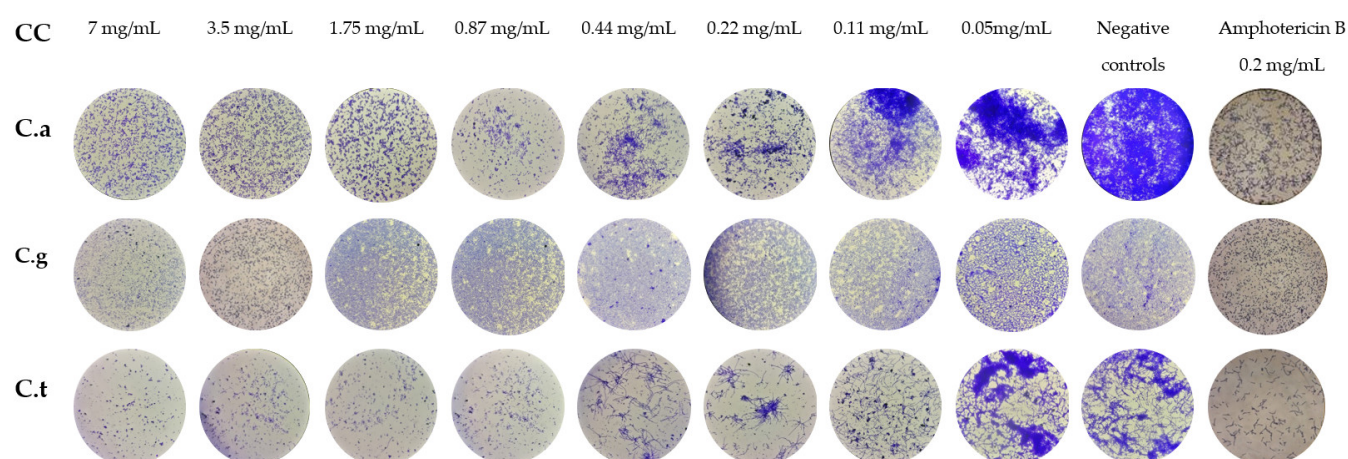 CC 7 mg/mL 3.5 mg/mL 1.75 mg/mL 0.87 mg/mL 0.44 mg/mL 0.22 mg/mL 0.11 mg/mL 0.05mg/mL Negative controls Amphotericin B 0.2 mg/mL
C.a
C.g
C.t